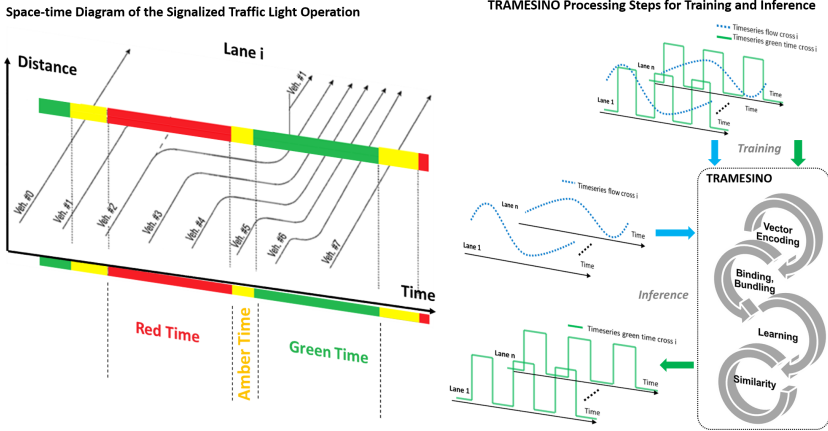 Space-time Diagram of the Signalized Traffic Light Operation
Distance
Lane i
Veh. #1
Veh. #0
Veh. #1
Veh. #2
Veh. #3
Veh. #4
Veh. #5
Veh. #6
Veh. #7
Time
Red Time
Amber Time
Green Time
TRAMESINO Processing Steps for Training and Inference
Timeseries flow cross i
Timeseries green time cross i
Lane n
Lane 1
Time
Time
Training
TRAMESINO
Timeseries flow cross i
Lane n
Lane 1
Time
Time
Vector
Encoding
Binding,
Bundling
Inference
Learning
Similarity
Timeseries green time cross i
Lane n
Lane 1
Time
Time